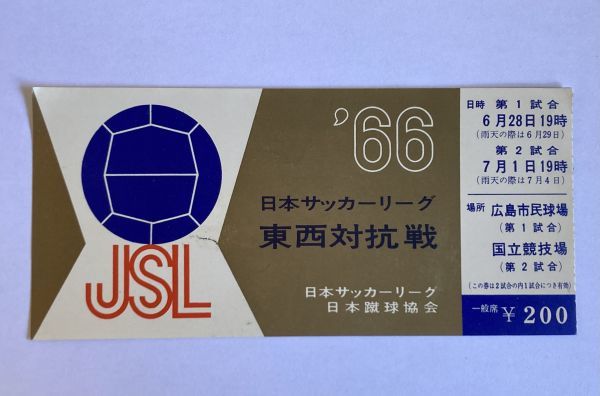 JSL
'66
日本サッカーリーグ
東西対抗戦
日本サッカーリーグ
日本蹴球協会
日時 第1試合
6月28日19時
(雨天の際は6月29日)
第2試合
7月1日19時
(雨天の際は7月4日)
場所 広島市民球場
(第1試合)
国立競技場
(第2試合)
(この券は2試合の内1試合につき有効)
一般席 ¥200